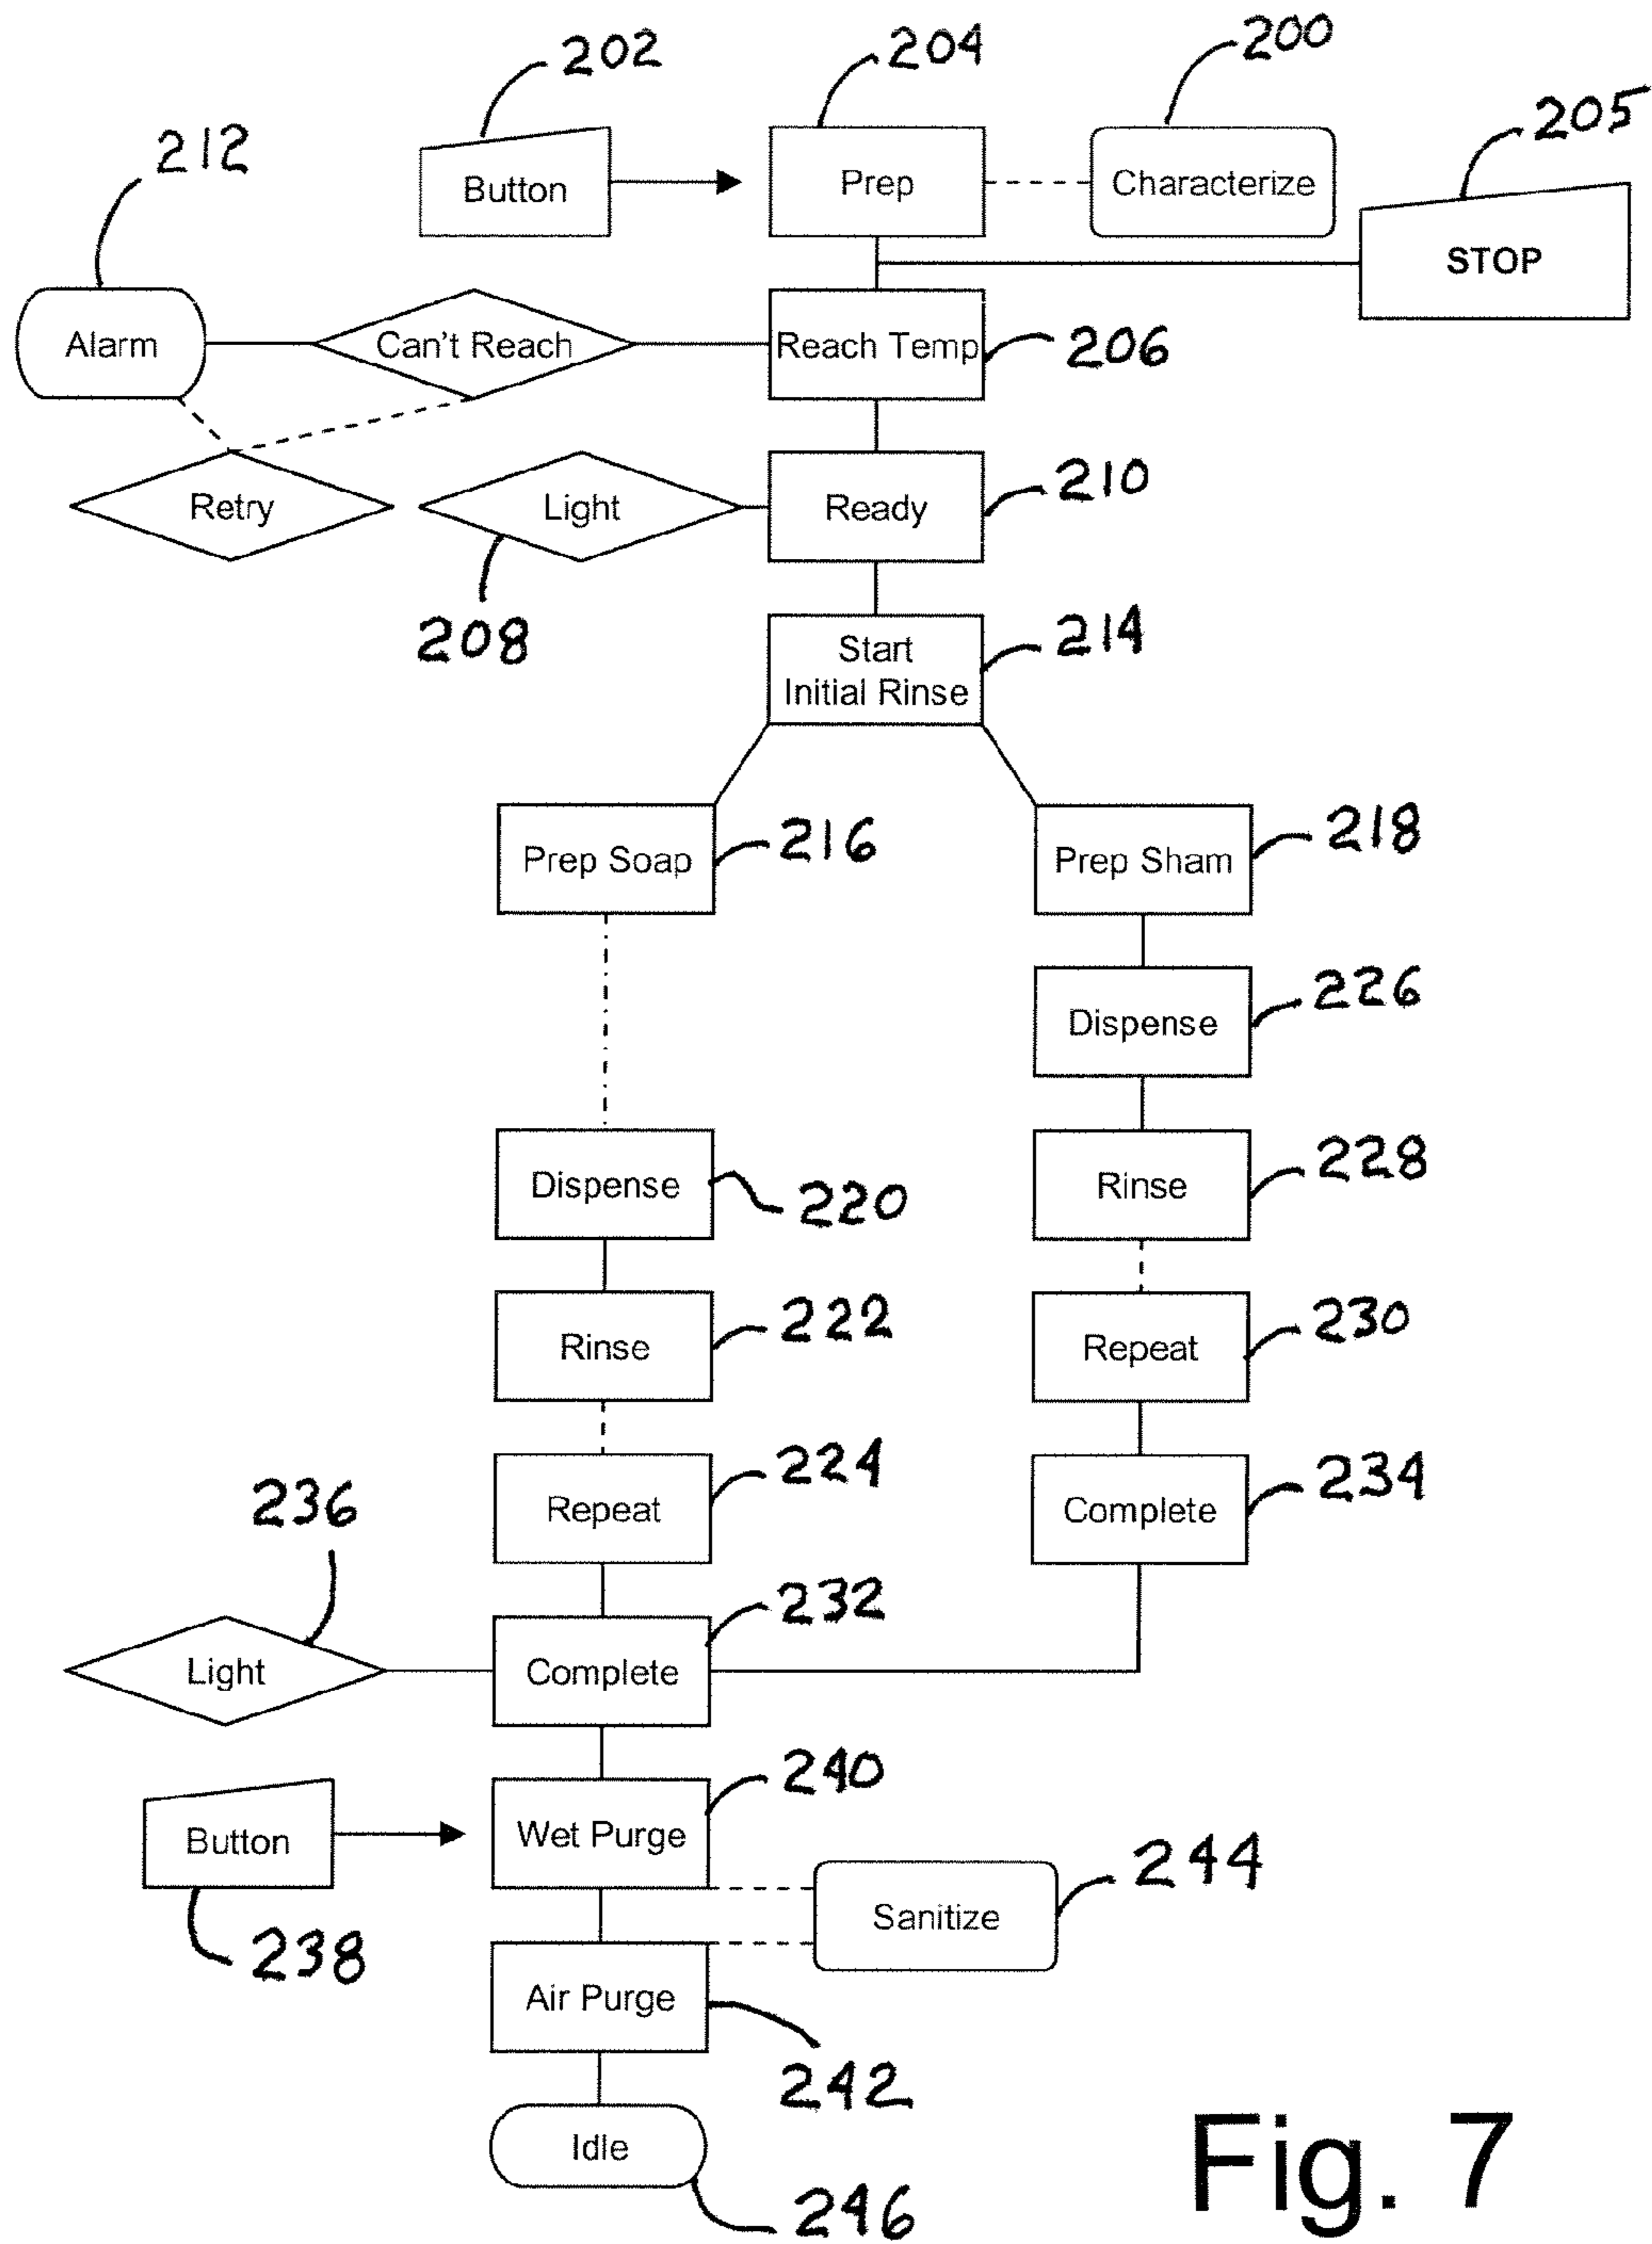 202
204
200
205
212
Button
Prep
Characterize
STOP
Alarm
Can't Reach
Reach Temp
206
Retry
Light
Ready
210
208
Start
Initial Rinse
214
Prep Soap
216
Prep Sham
218
Dispense
226
Dispense
220
Rinse
228
Rinse
222
Repeat
230
Repeat
224
Complete
234
236
Light
Complete
232
Button
238
Wet Purge
240
Sanitize
244
Air Purge
242
Idle
246
Fig. 7